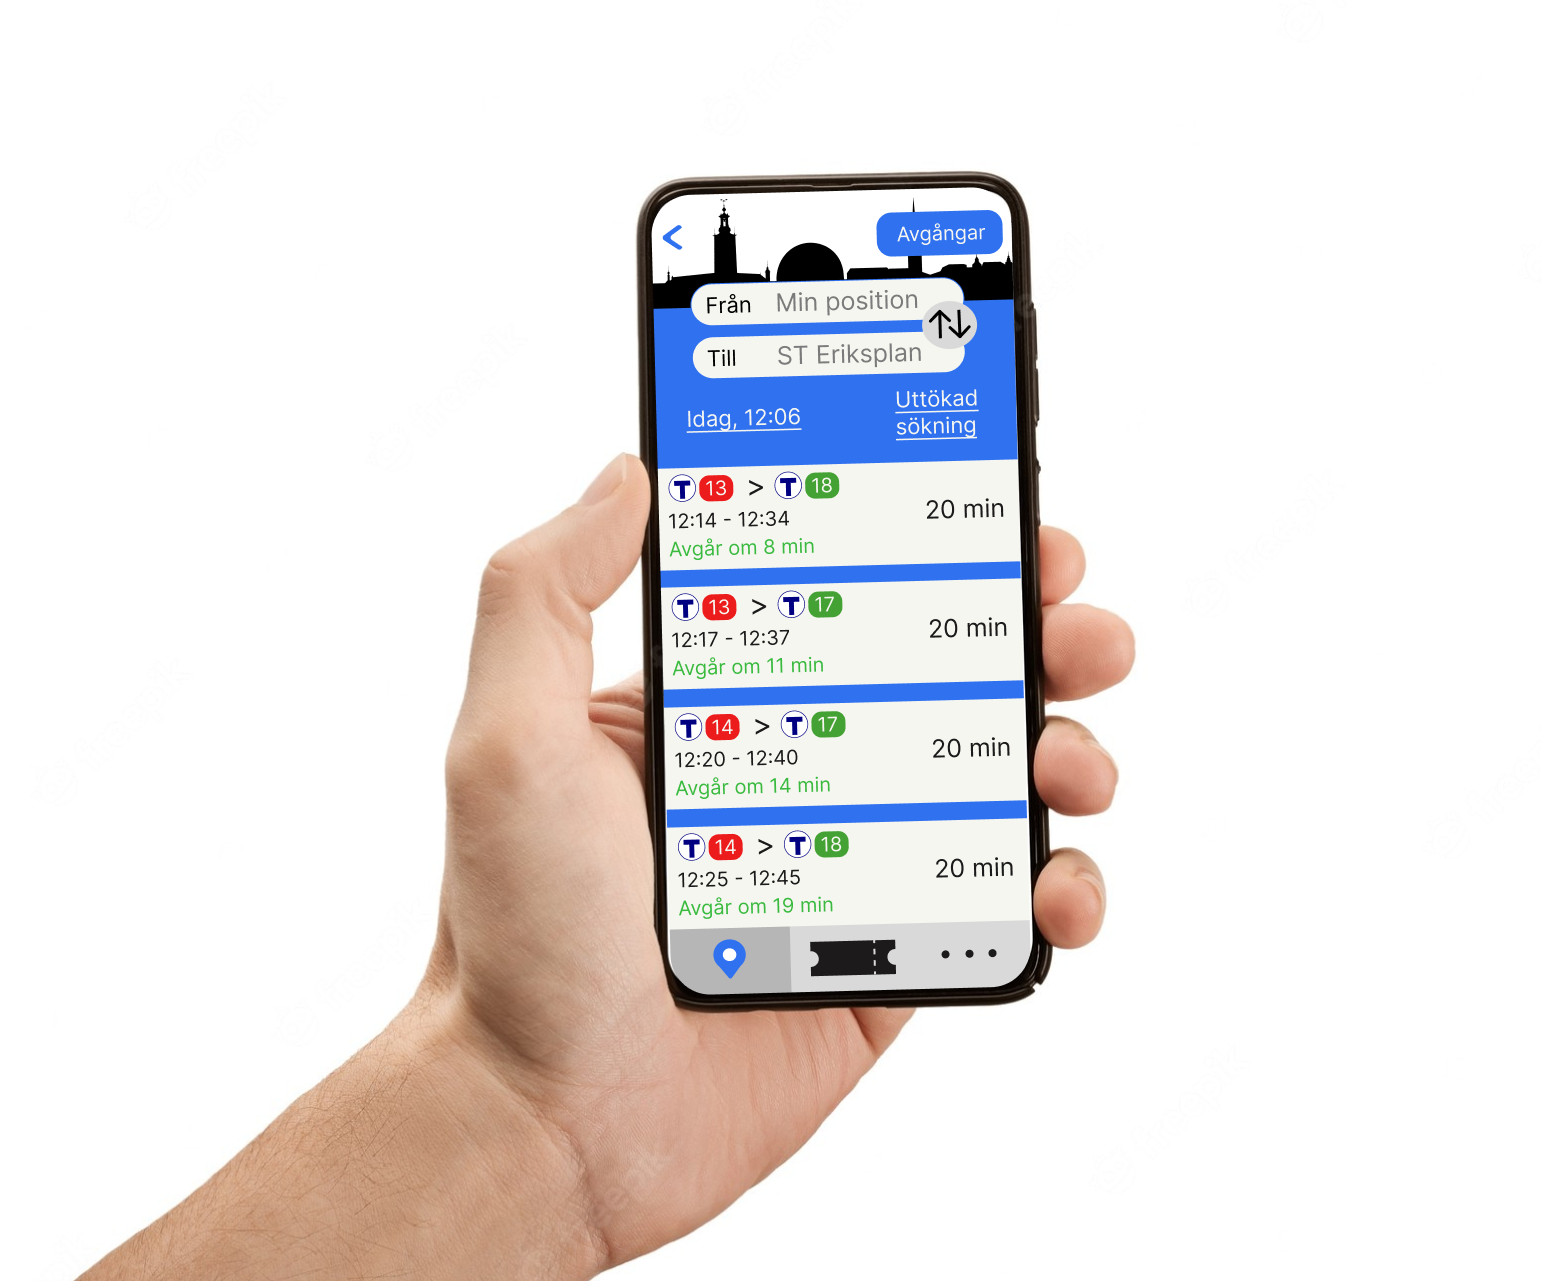 Avgångar
Från Min position
Till ST Eriksplan
Idag, 12:06
Uttökad
sökning
T 13 > T 18
12:14 - 12:34
20 min
Avgår om 8 min
T 13 > T 17
12:17 - 12:37
20 min
Avgår om 11 min
T 14 > T 17
12:20 - 12:40
20 min
Avgår om 14 min
T 14 > T 18
12:25 - 12:45
20 min
Avgår om 19 min